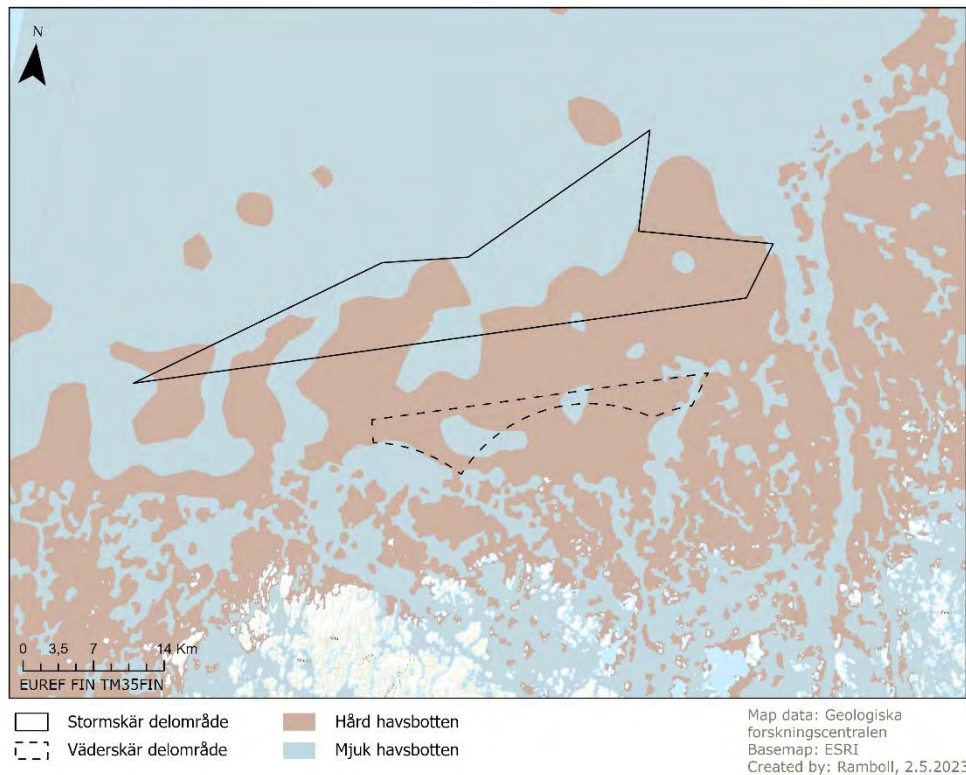 N
0 3,5 7 14 Km
EUREF FIN TM35FIN
Stormskär delområde
Väderskär delområde
Hård havsbotten
Mjuk havsbotten
Map data: Geologiska
forskningscentralen
Basemap: ESRI
Created by: Ramboll, 2.5.2023